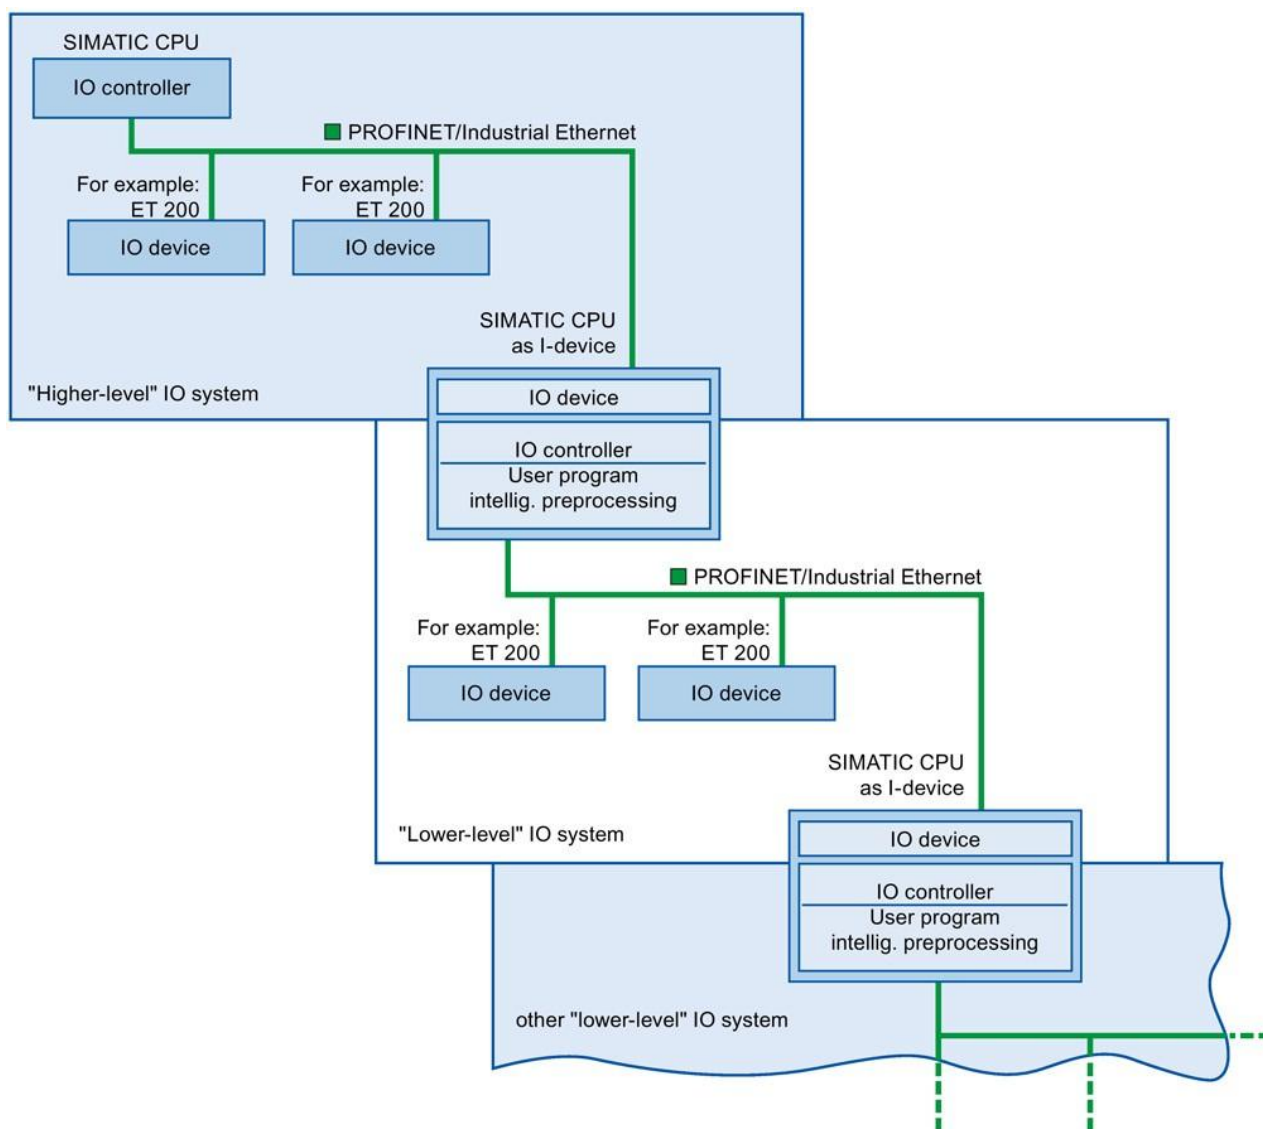 SIMATIC CPU
IO controller
PROFINET/Industrial Ethernet
For example:
ET 200
IO device
For example:
ET 200
IO device
SIMATIC CPU
as I-device
"Higher-level" IO system
IO device
IO controller
User program
intellig. preprocessing
PROFINET/Industrial Ethernet
For example:
ET 200
IO device
For example:
ET 200
IO device
SIMATIC CPU
as I-device
"Lower-level" IO system
IO device
IO controller
User program
intellig. preprocessing
other "lower-level" IO system